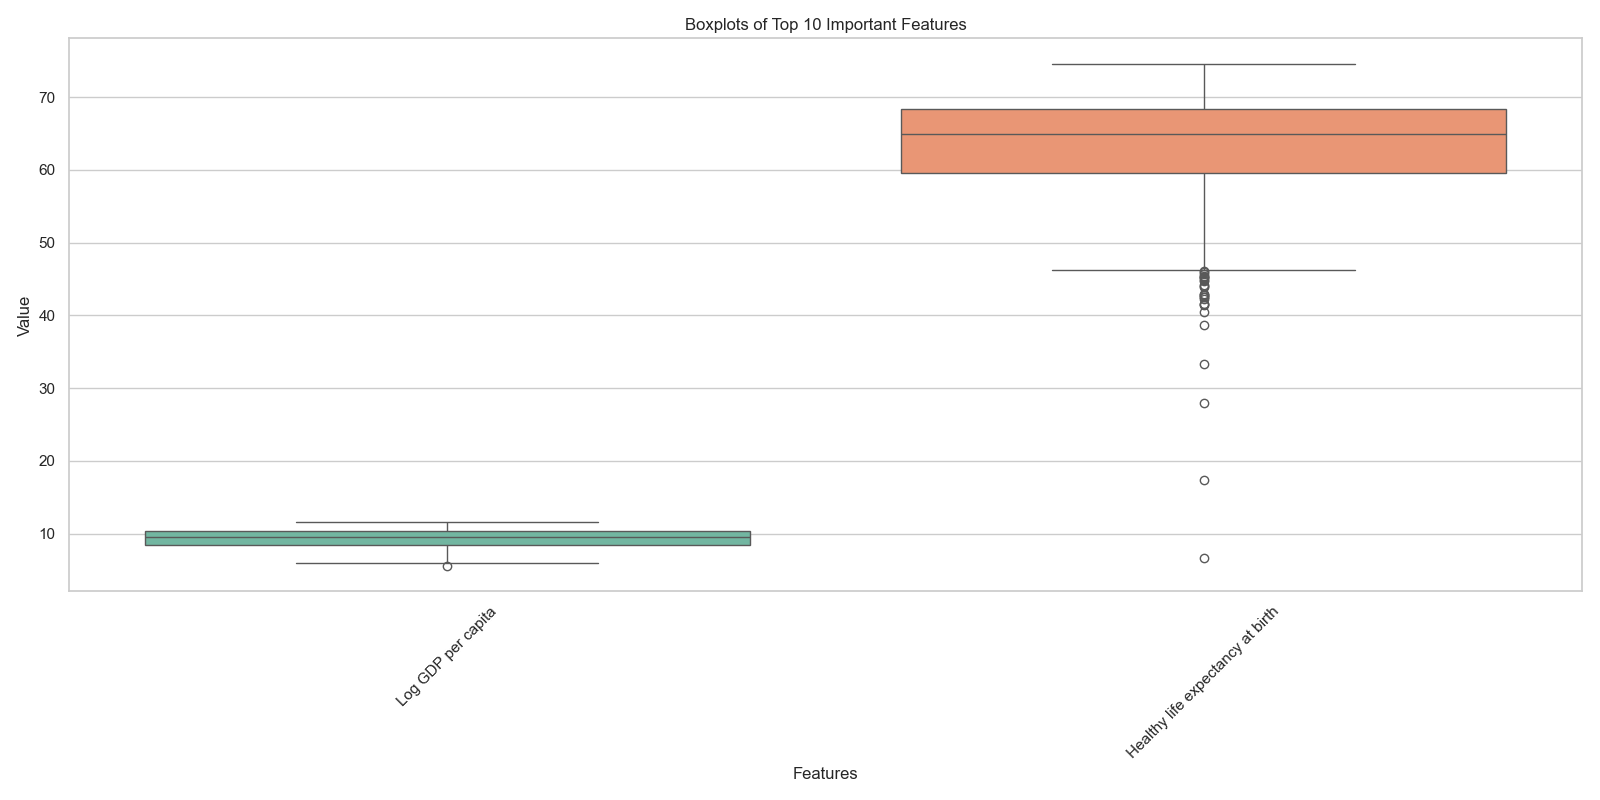 Boxplots of Top 10 Important Features
Value
70
60
50
40
30
20
10
Log GDP per capita
Healthy life expectancy at birth
Features